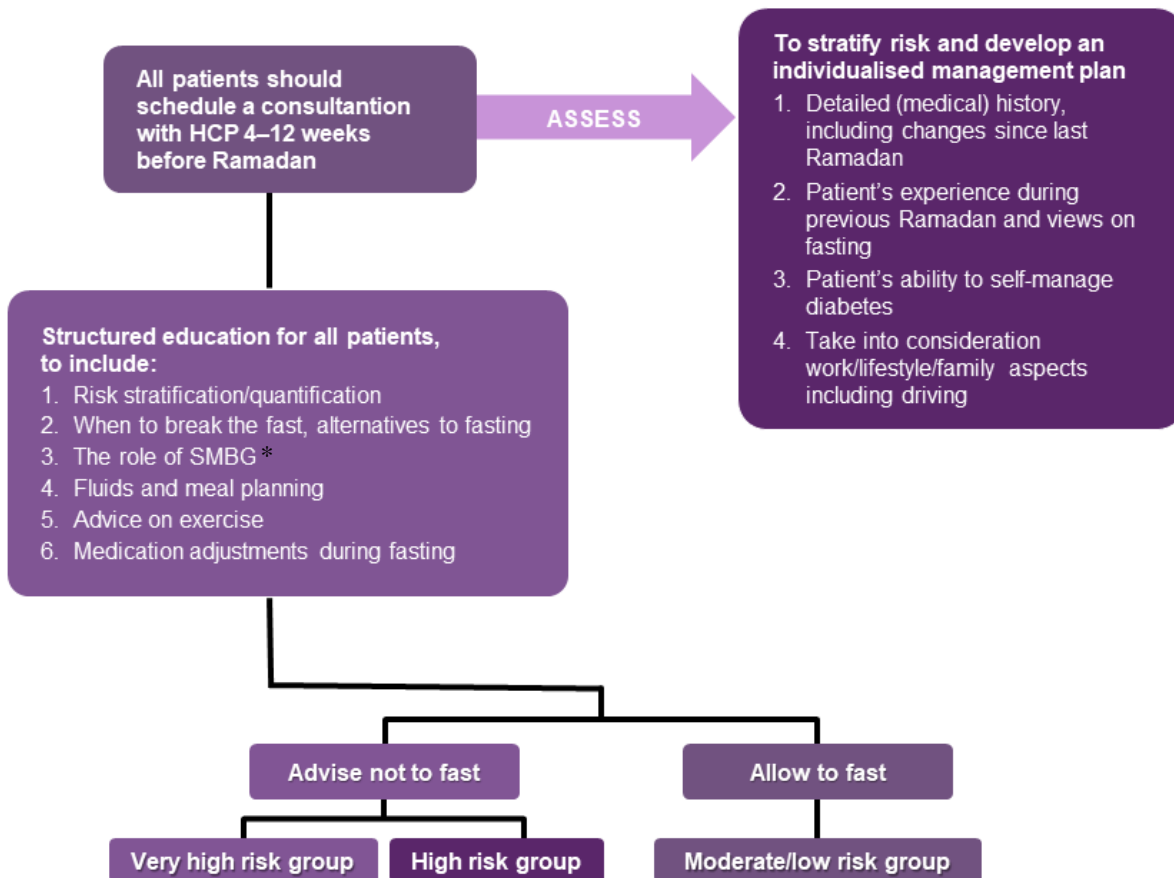 All patients should
schedule a consultantion
with HCP 4–12 weeks
before Ramadan
ASSESS
To stratify risk and develop an
individualised management plan
1. Detailed (medical) history,
including changes since last
Ramadan
2. Patient's experience during
previous Ramadan and views on
fasting
3. Patient's ability to self-manage
diabetes
4. Take into consideration
work/lifestyle/family aspects
including driving
Structured education for all patients,
to include:
1. Risk stratification/quantification
2. When to break the fast, alternatives to fasting
3. The role of SMBG*
4. Fluids and meal planning
5. Advice on exercise
6. Medication adjustments during fasting
Advise not to fast
Allow to fast
Very high risk group
High risk group
Moderate/low risk group